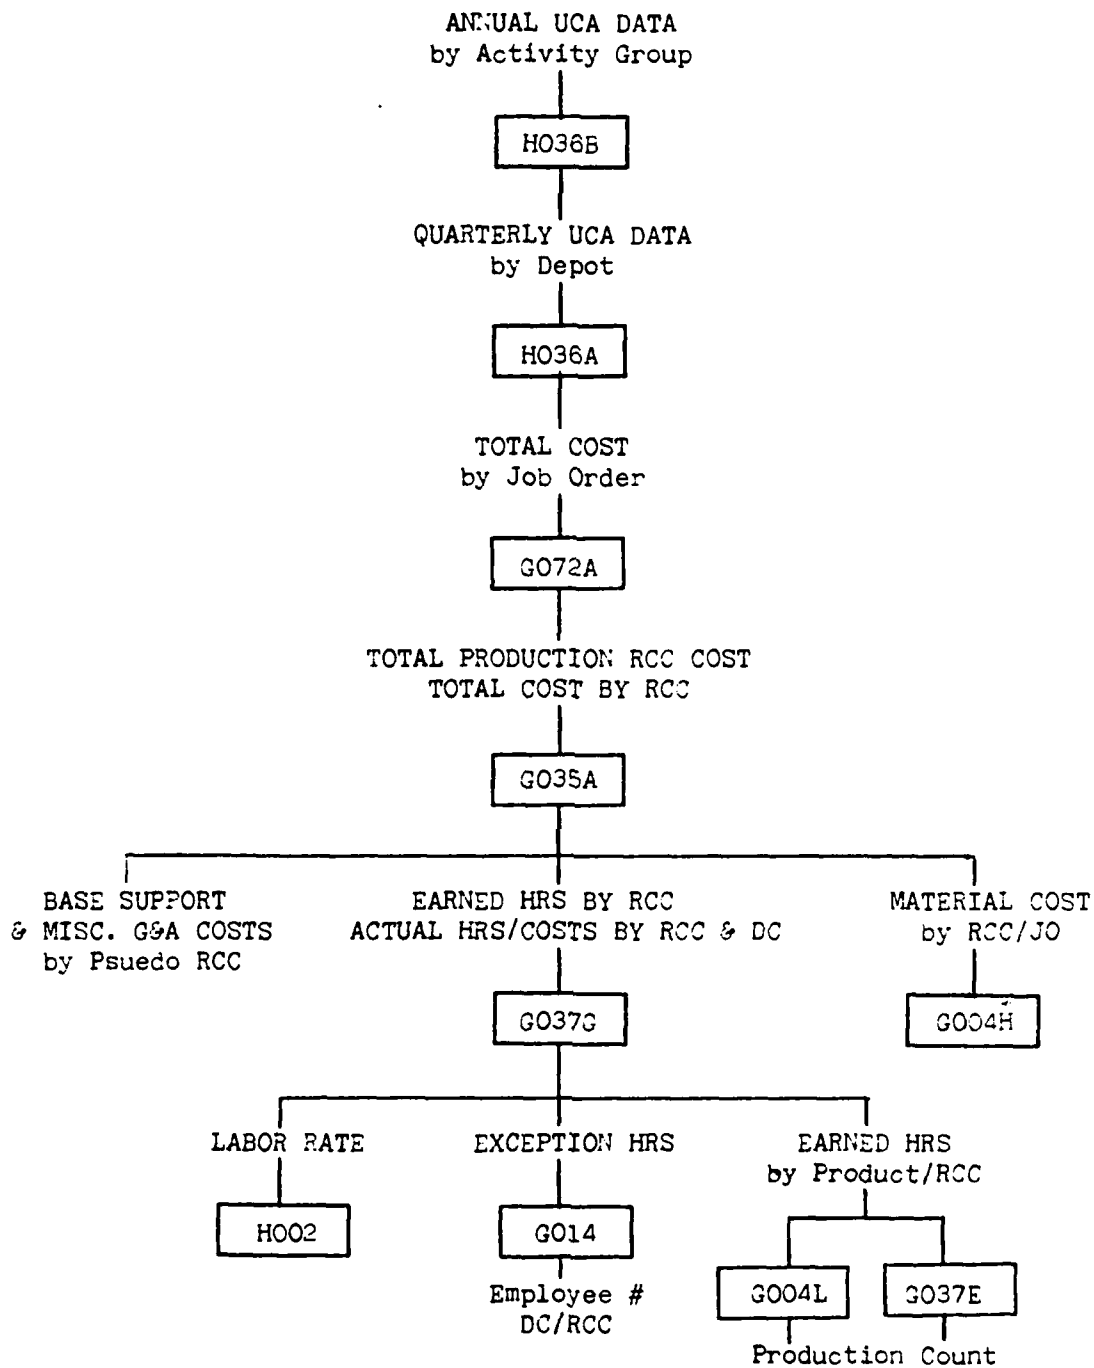 ANNUAL UCA DATA
by Activity Group
H036B
QUARTERLY UCA DATA
by Depot
H036A
TOTAL COST
by Job Order
G072A
TOTAL PRODUCTION RCC COST
TOTAL COST BY RCC
G035A
BASE SUPPORT
& MISC. G&A COSTS
by Psuedo RCC
EARNED HRS BY RCC
ACTUAL HRS/COSTS BY RCC & DC
MATERIAL COST
by RCC/JO
G037G
G004H
LABOR RATE
EXCEPTION HRS
EARNED HRS
by Product/RCC
H002
G014
Employee #
DC/RCC
G004L
G037E
Production Count